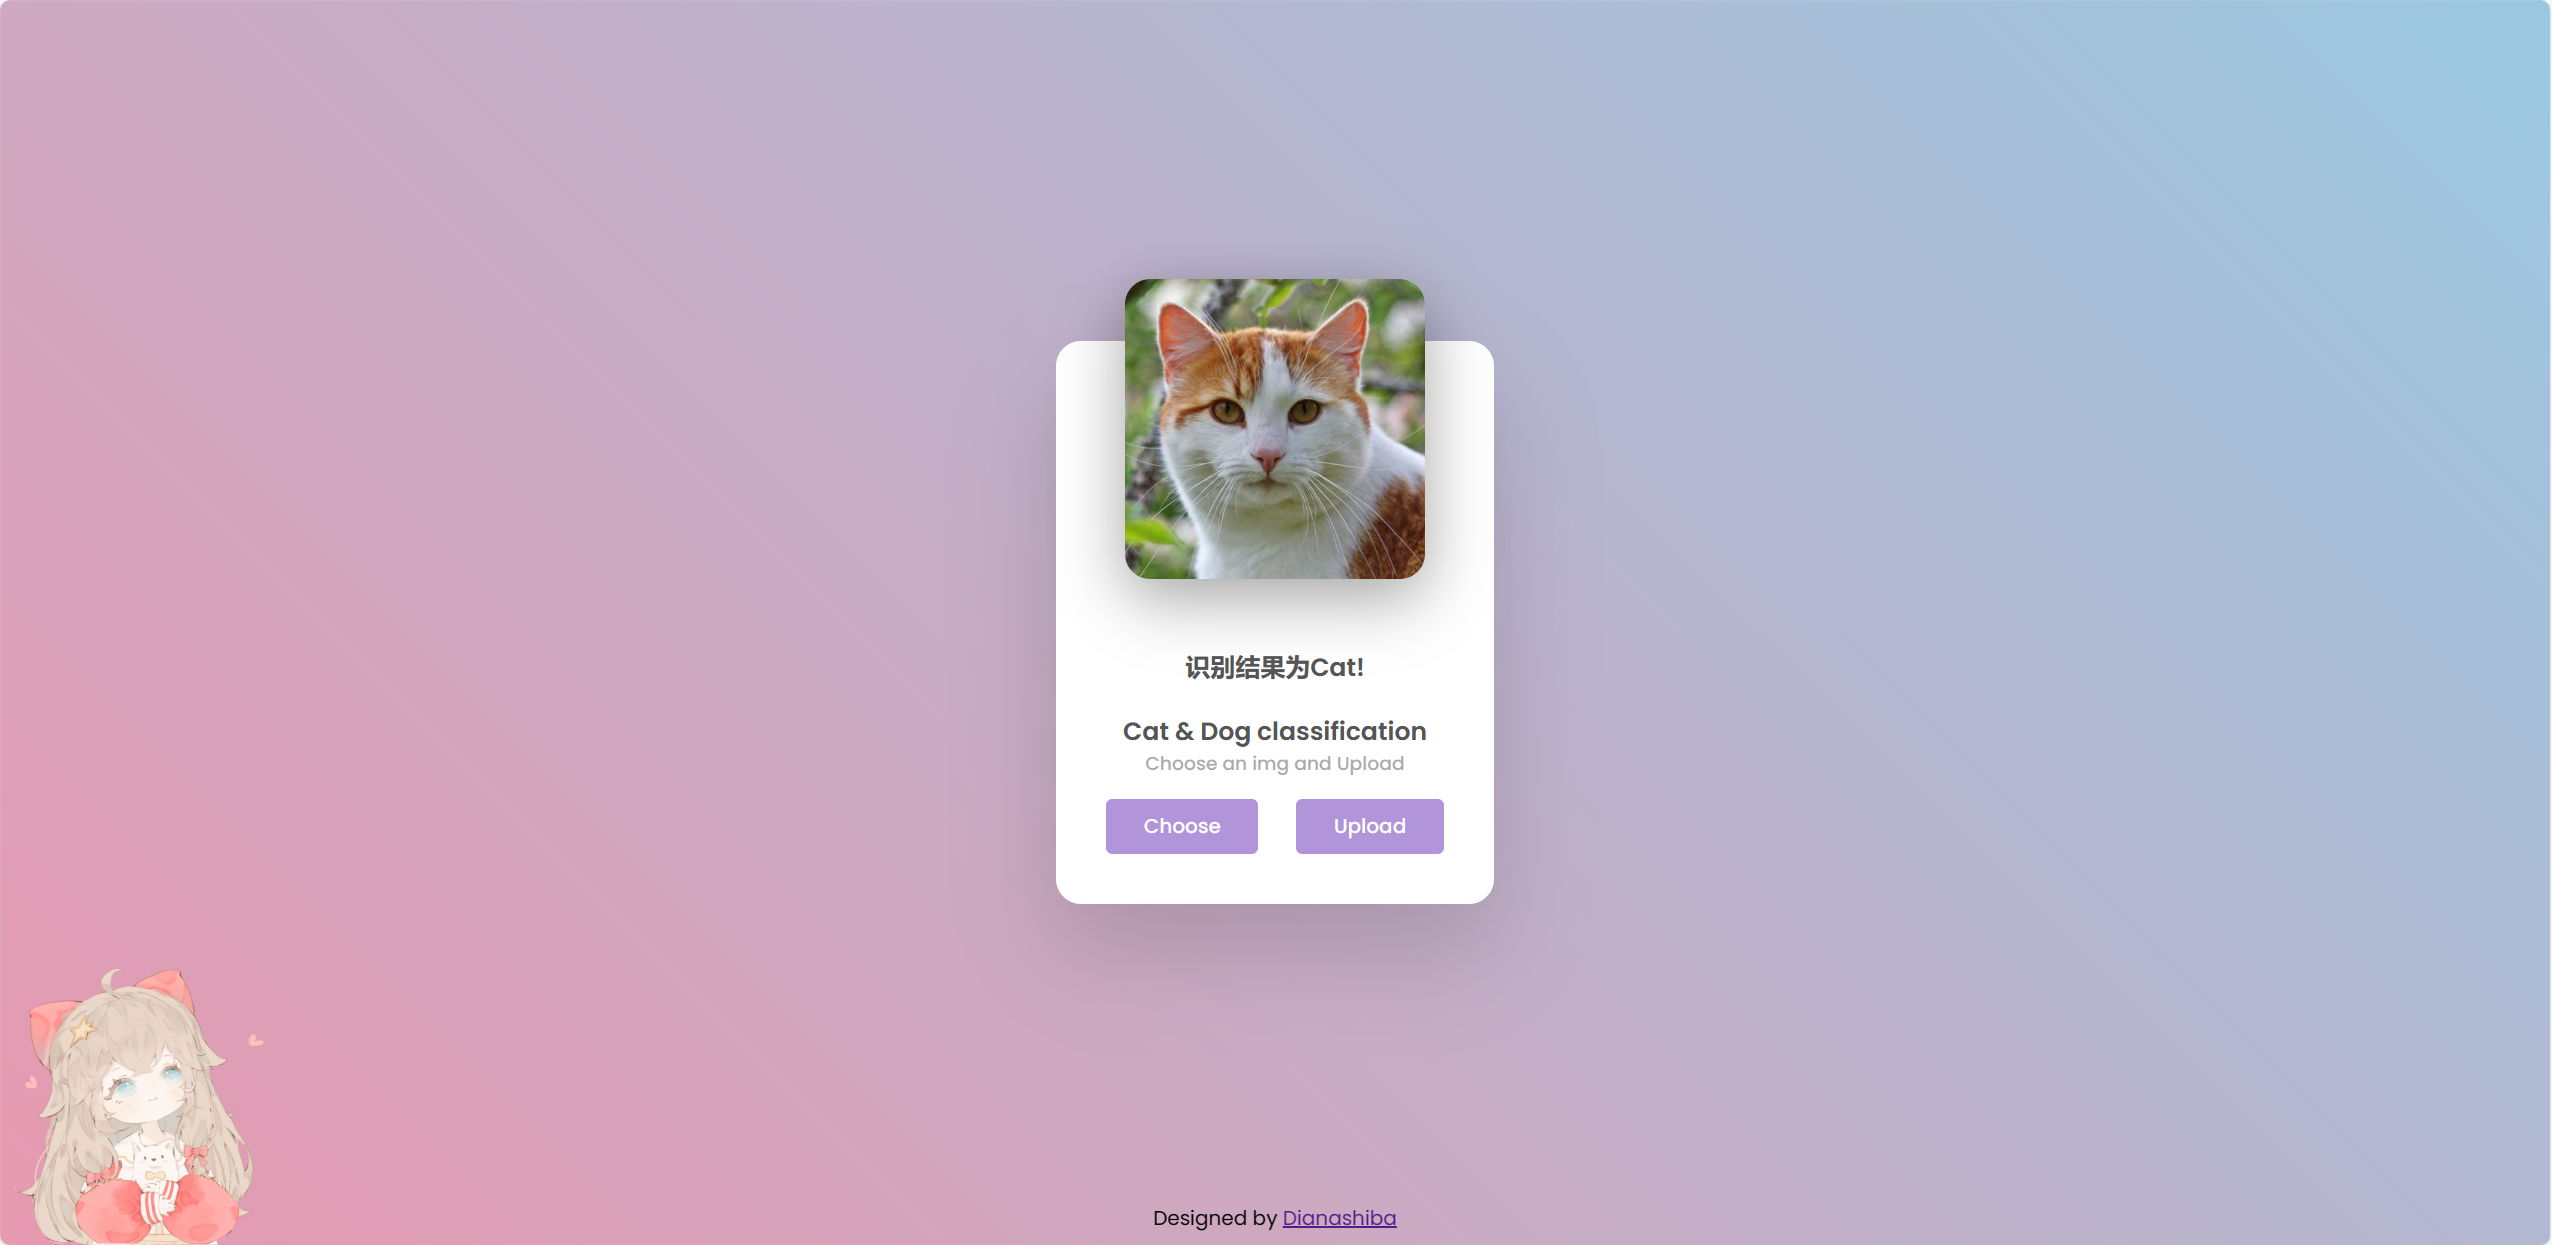 识别结果为Cat!
Cat & Dog classification
Choose an img and Upload
Choose
Upload
Designed by Dianashiba